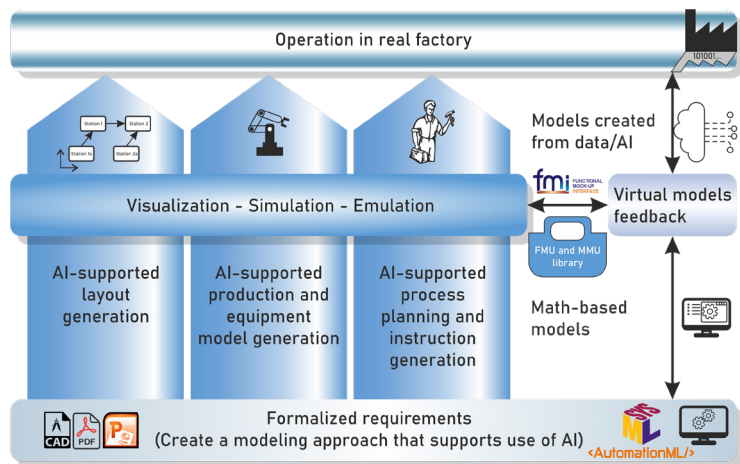 Operation in real factory
101001...
Station 1
Station 2
Station 1a
Station 2a
Models created
from data/AI
fmi FUNCTIONAL
MOCK-UP
INTERFACE
Visualization - Simulation - Emulation
Virtual models
feedback
FMU and MMU
library
AI-supported
layout
generation
AI-supported
production and
equipment
model generation
AI-supported
process
planning and
instruction
generation
Math-based
models
Formalized requirements
(Create a modeling approach that supports use of AI)
CAD
PDF
P
SYS
ML
<AutomationML/>